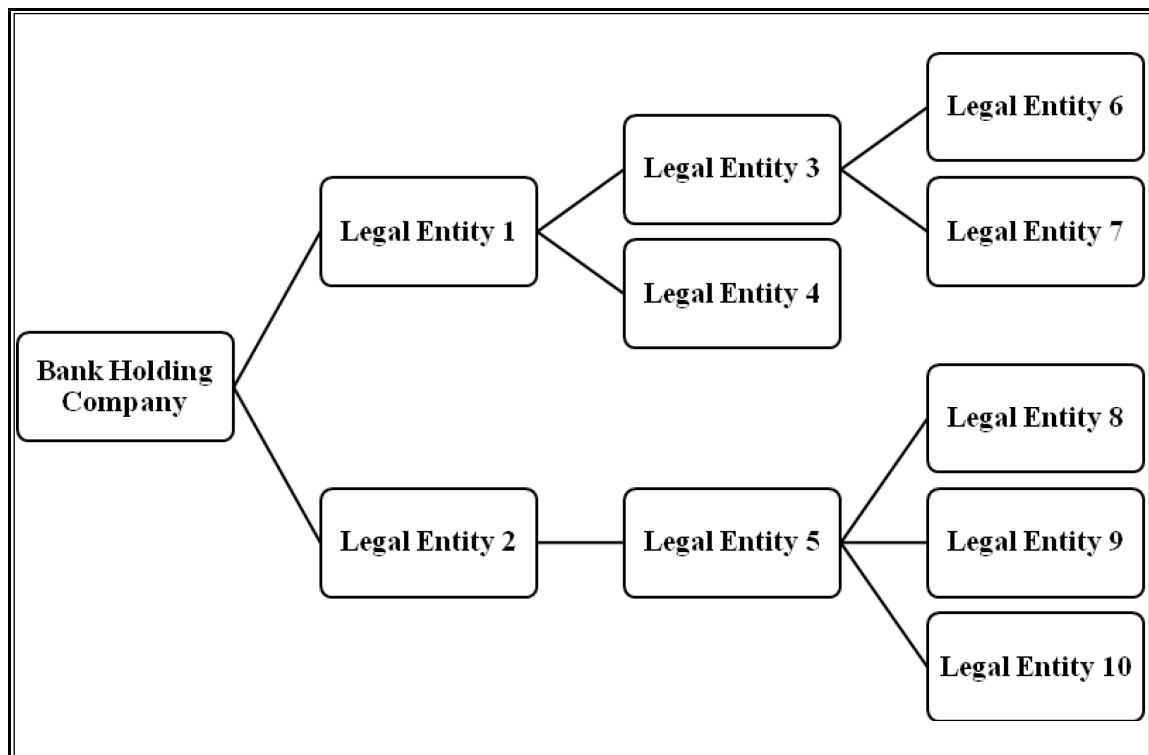 Legal Entity 6
Legal Entity 3
Legal Entity 1
Legal Entity 7
Legal Entity 4
Bank Holding
Company
Legal Entity 8
Legal Entity 2
Legal Entity 5
Legal Entity 9
Legal Entity 10